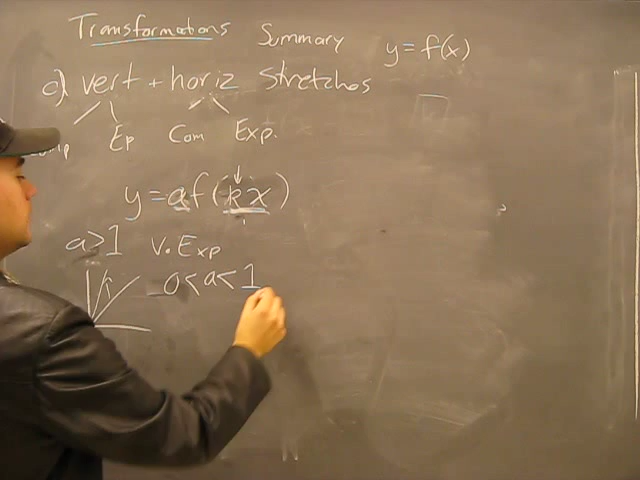 Transformations Summary y = f(x)
c) vert + horiz Stretches
Ep Com Exp.
y = af(kx)
a>1 V. Exp
0 < a < 1